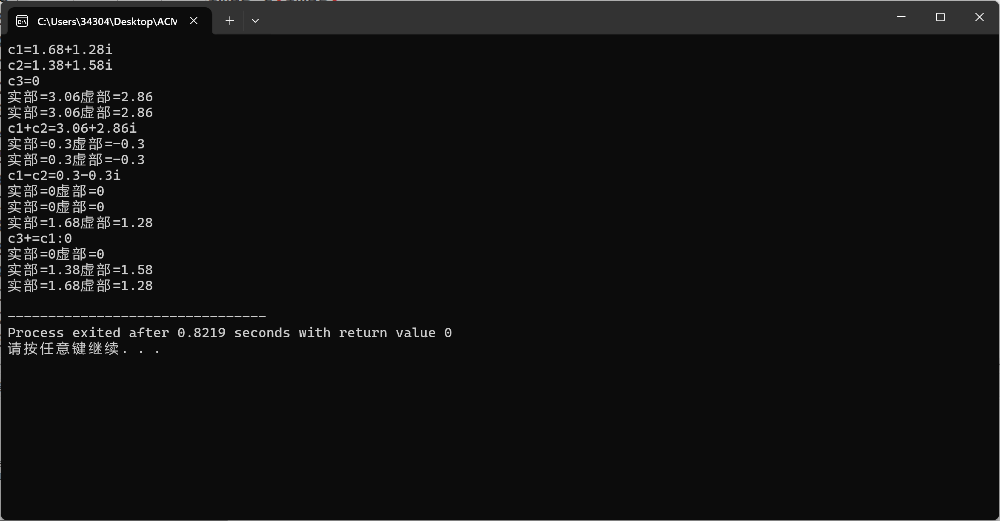 C:\Users\34304\Desktop\ACM
c1=1.68+1.28i
c2=1.38+1.58i
c3=0
实部=3.06虚部=2.86
实部=3.06虚部=2.86
c1+c2=3.06+2.86i
实部=0.3虚部=-0.3
实部=0.3虚部=-0.3
c1-c2=0.3-0.3i
实部=0虚部=0
实部=0虚部=0
实部=1.68虚部=1.28
c3+=c1:0
实部=0虚部=0
实部=1.38虚部=1.58
实部=1.68虚部=1.28
--------------------------------
Process exited after 0.8219 seconds with return value 0
请按任意键继续. . .